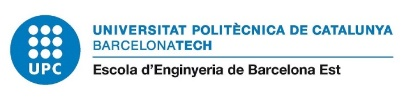 UPC
UNIVERSITAT POLITÈCNICA DE CATALUNYA
BARCELONATECH
Escola d'Enginyeria de Barcelona Est